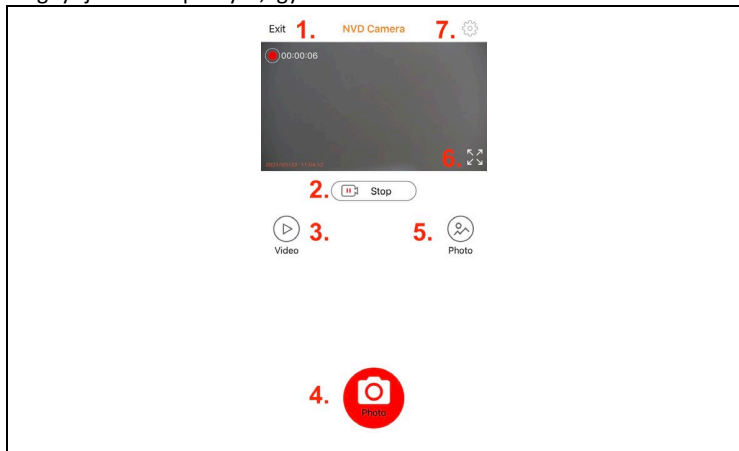 Exit 1. NVD Camera 7.
00:00:06
6.
2. Stop
3. 5.
Video Photo
4.
Photo